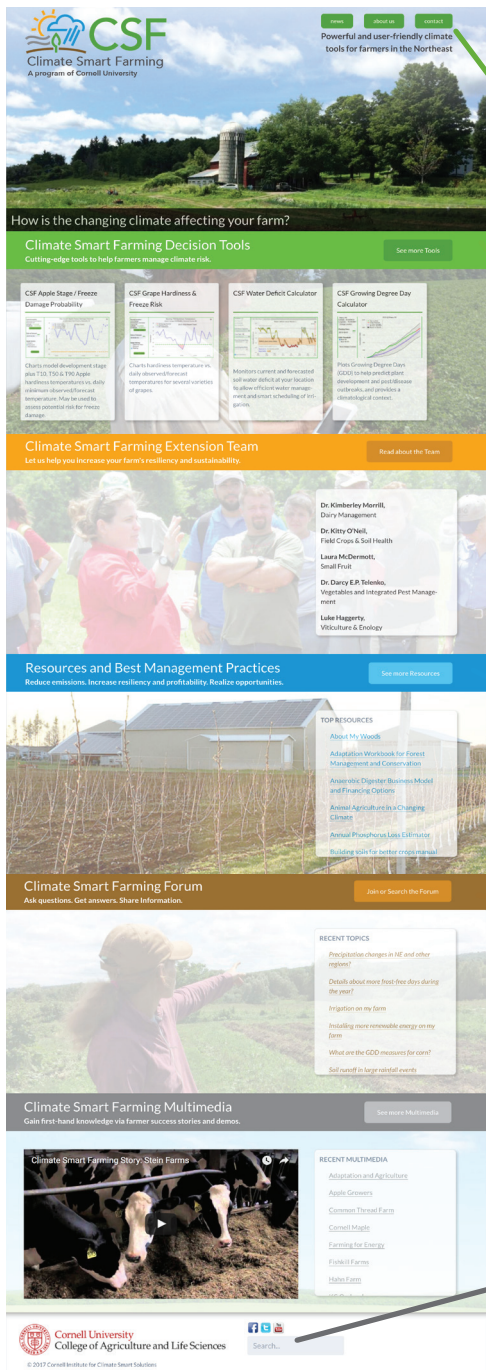 CSF
Climate Smart Farming
A program of Cornell University
news
about us
contact
Powerful and user-friendly climate
tools for farmers in the Northeast
How is the changing climate affecting your farm?
Climate Smart Farming Decision Tools
Cutting-edge tools to help farmers manage climate risk.
See more Tools
CSF Apple Stage / Freeze
Damage Probability
Charts model development stage
plus T10, T50 & T90 Apple
hardiness temperatures vs. daily
minimum observed/forecast
temperature. May be used to
assess potential risk for freeze
damage.
CSF Grape Hardiness &
Freeze Risk
Charts hardiness temperature vs.
daily observed/forecast
temperatures for several varieties
of grapes.
CSF Water Deficit Calculator
Monitors current and forecasted
soil water deficit at your location
to allow efficient water manage-
ment and smart scheduling of irri-
gation.
CSF Growing Degree Day
Calculator
Plots Growing Degree Days
(GDD) to help predict plant
development and pest/disease
outbreaks, and provides a
climatological context.
Climate Smart Farming Extension Team
Let us help you increase your farm's resiliency and sustainability.
Read about the Team
Dr. Kimberley Morrill,
Dairy Management
Dr. Kitty O'Neil,
Field Crops & Soil Health
Laura McDermott,
Small Fruit
Dr. Darcy E.P. Telenko,
Vegetables and Integrated Pest Manage-
ment
Luke Haggerty,
Viticulture & Enology
Resources and Best Management Practices
Reduce emissions. Increase resiliency and profitability. Realize opportunities.
See more Resources
TOP RESOURCES
About My Woods
Adaptation Workbook for Forest
Management and Conservation
Anaerobic Digester Business Model
and Financing Options
Animal Agriculture in a Changing
Climate
Annual Phosphorus Loss Estimator
Building soils for better crops manual
Climate Smart Farming Forum
Ask questions. Get answers. Share Information.
Join or Search the Forum
RECENT TOPICS
Precipitation changes in NE and other
regions?
Details about more frost-free days during
the year?
Irrigation on my farm
Installing more renewable energy on my
farm
What are the GDD measures for corn?
Soil runoff in large rainfall events
Climate Smart Farming Multimedia
Gain first-hand knowledge via farmer success stories and demos.
See more Multimedia
Climate Smart Farming Story: Stein Farms
RECENT MULTIMEDIA
Adaptation and Agriculture
Apple Growers
Common Thread Farm
Cornell Maple
Farming for Energy
Fishkill Farms
Hahn Farm
Cornell University
College of Agriculture and Life Sciences
Search...
© 2017 Cornell Institute for Climate Smart Solutions